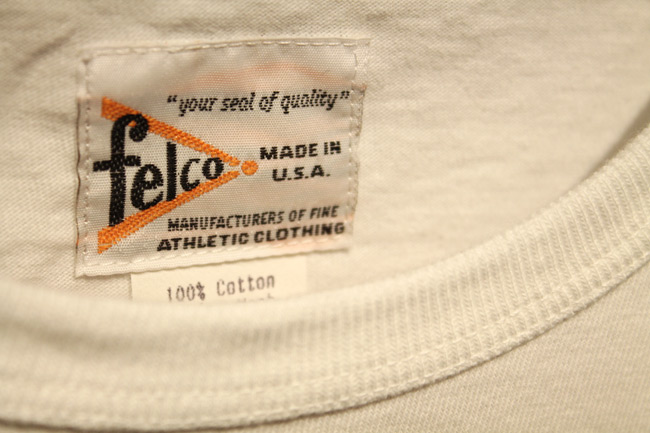 "your seal of quality"
felco
MADE IN
U.S.A.
MANUFACTURERS OF FINE
ATHLETIC CLOTHING
100% Cotton